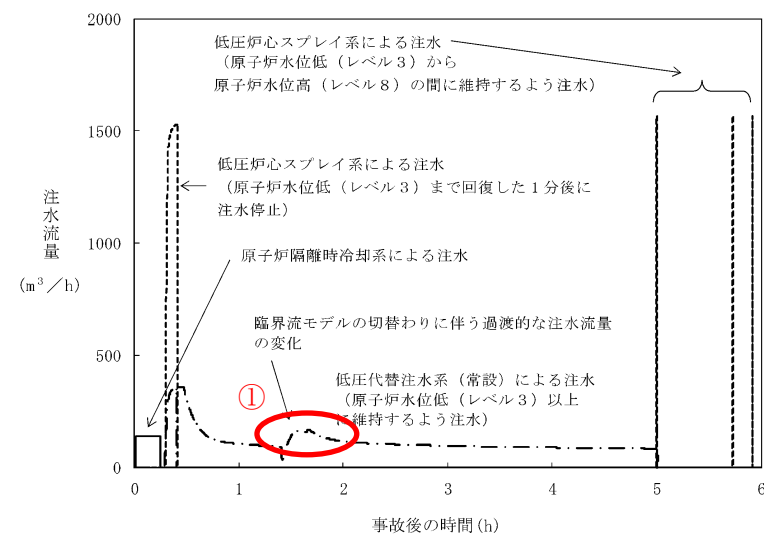 2000
1500
1000
500
0
注水流量
(m³／h)
低圧炉心スプレイ系による注水
（原子炉水位低（レベル３）から
原子炉水位高（レベル８）の間に維持するよう注水）
低圧炉心スプレイ系による注水
（原子炉水位低（レベル３）まで回復した１分後に
注水停止）
原子炉隔離時冷却系による注水
臨界流モデルの切替わりに伴う過渡的な注水流量
の変化
①
低圧代替注水系（常設）による注水
（原子炉水位低（レベル３）以上
に維持するよう注水）
0 1 2 3 4 5 6
事故後の時間(h)